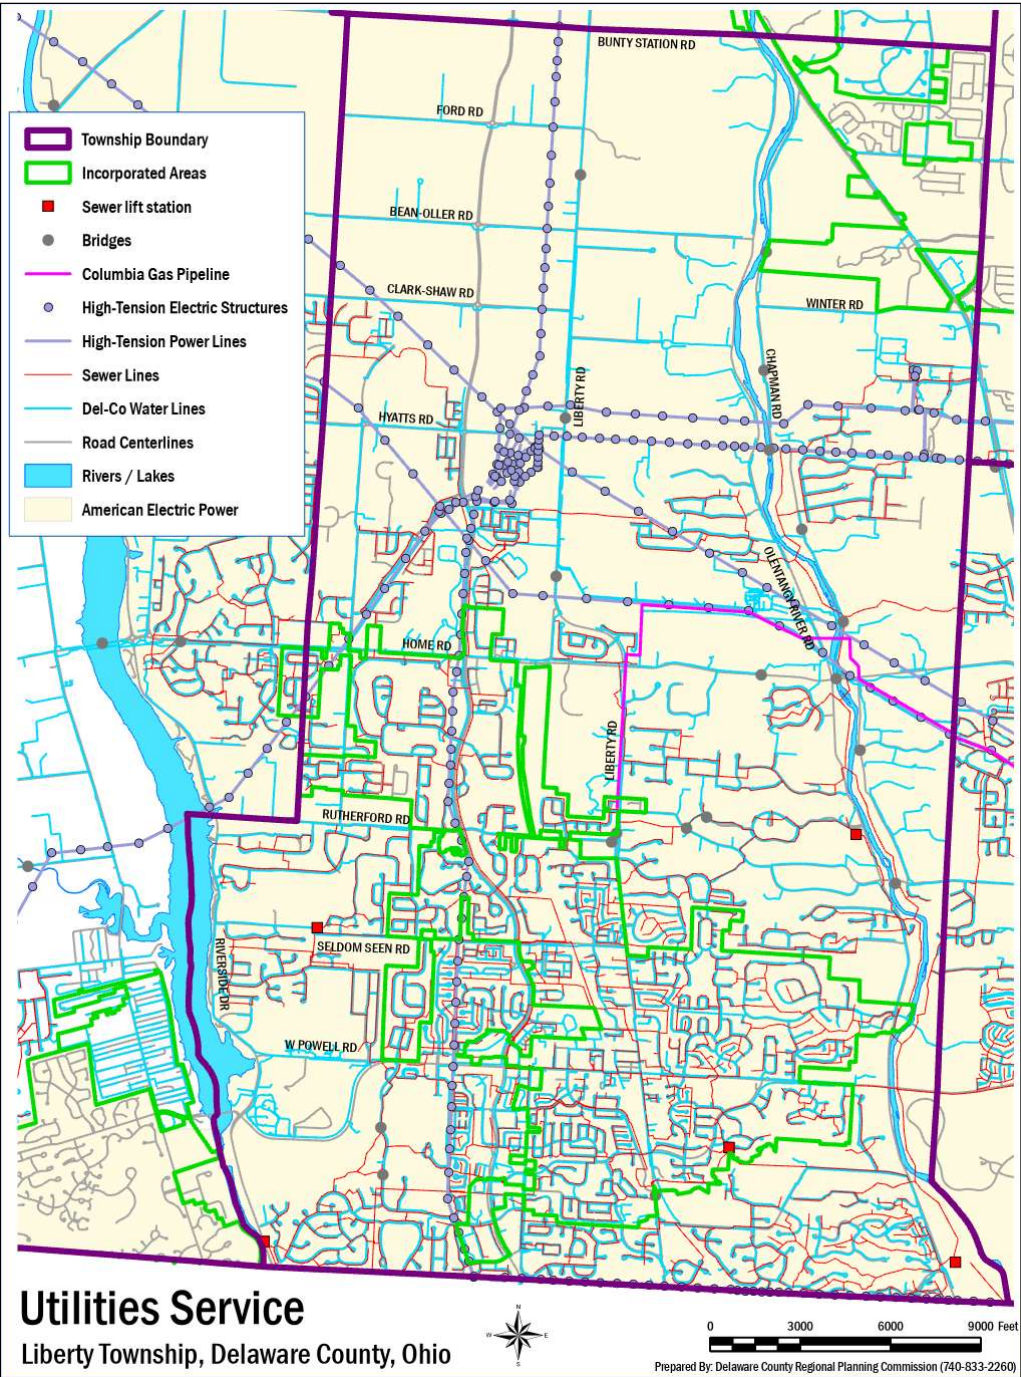 BUNTY STATION RD
FORD RD
Township Boundary
Incorporated Areas
Sewer lift station
Bridges
Columbia Gas Pipeline
High-Tension Electric Structures
High-Tension Power Lines
Sewer Lines
Del-Co Water Lines
Road Centerlines
Rivers / Lakes
American Electric Power
BEAN-OLLER RD
CLARK-SHAW RD
WINTER RD
CHAPMAN RD
LIBERTY RD
HYATTS RD
OLENTANGY RIVER RD
HOME RD
LIBERTY RD
RUTHERFORD RD
SELDOM SEEN RD
RIVERSIDE DR
W POWELL RD
Utilities Service
Liberty Township, Delaware County, Ohio
N
W E
S
0 3000 6000 9000 Feet
Prepared By: Delaware County Regional Planning Commission (740-833-2260)